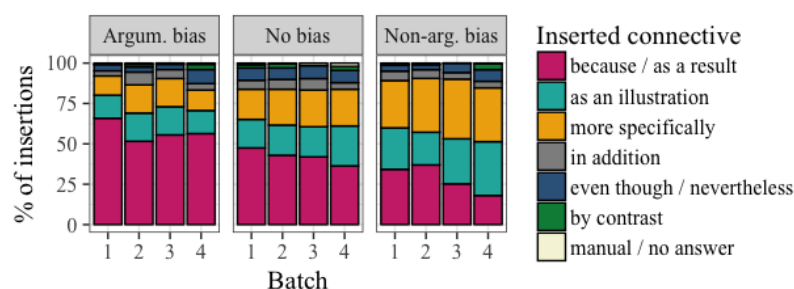 Argum. bias No bias Non-arg. bias
% of insertions
100
75
50
25
0
1 2 3 4 1 2 3 4 1 2 3 4
Batch
Inserted connective
because / as a result
as an illustration
more specifically
in addition
even though / nevertheless
by contrast
manual / no answer